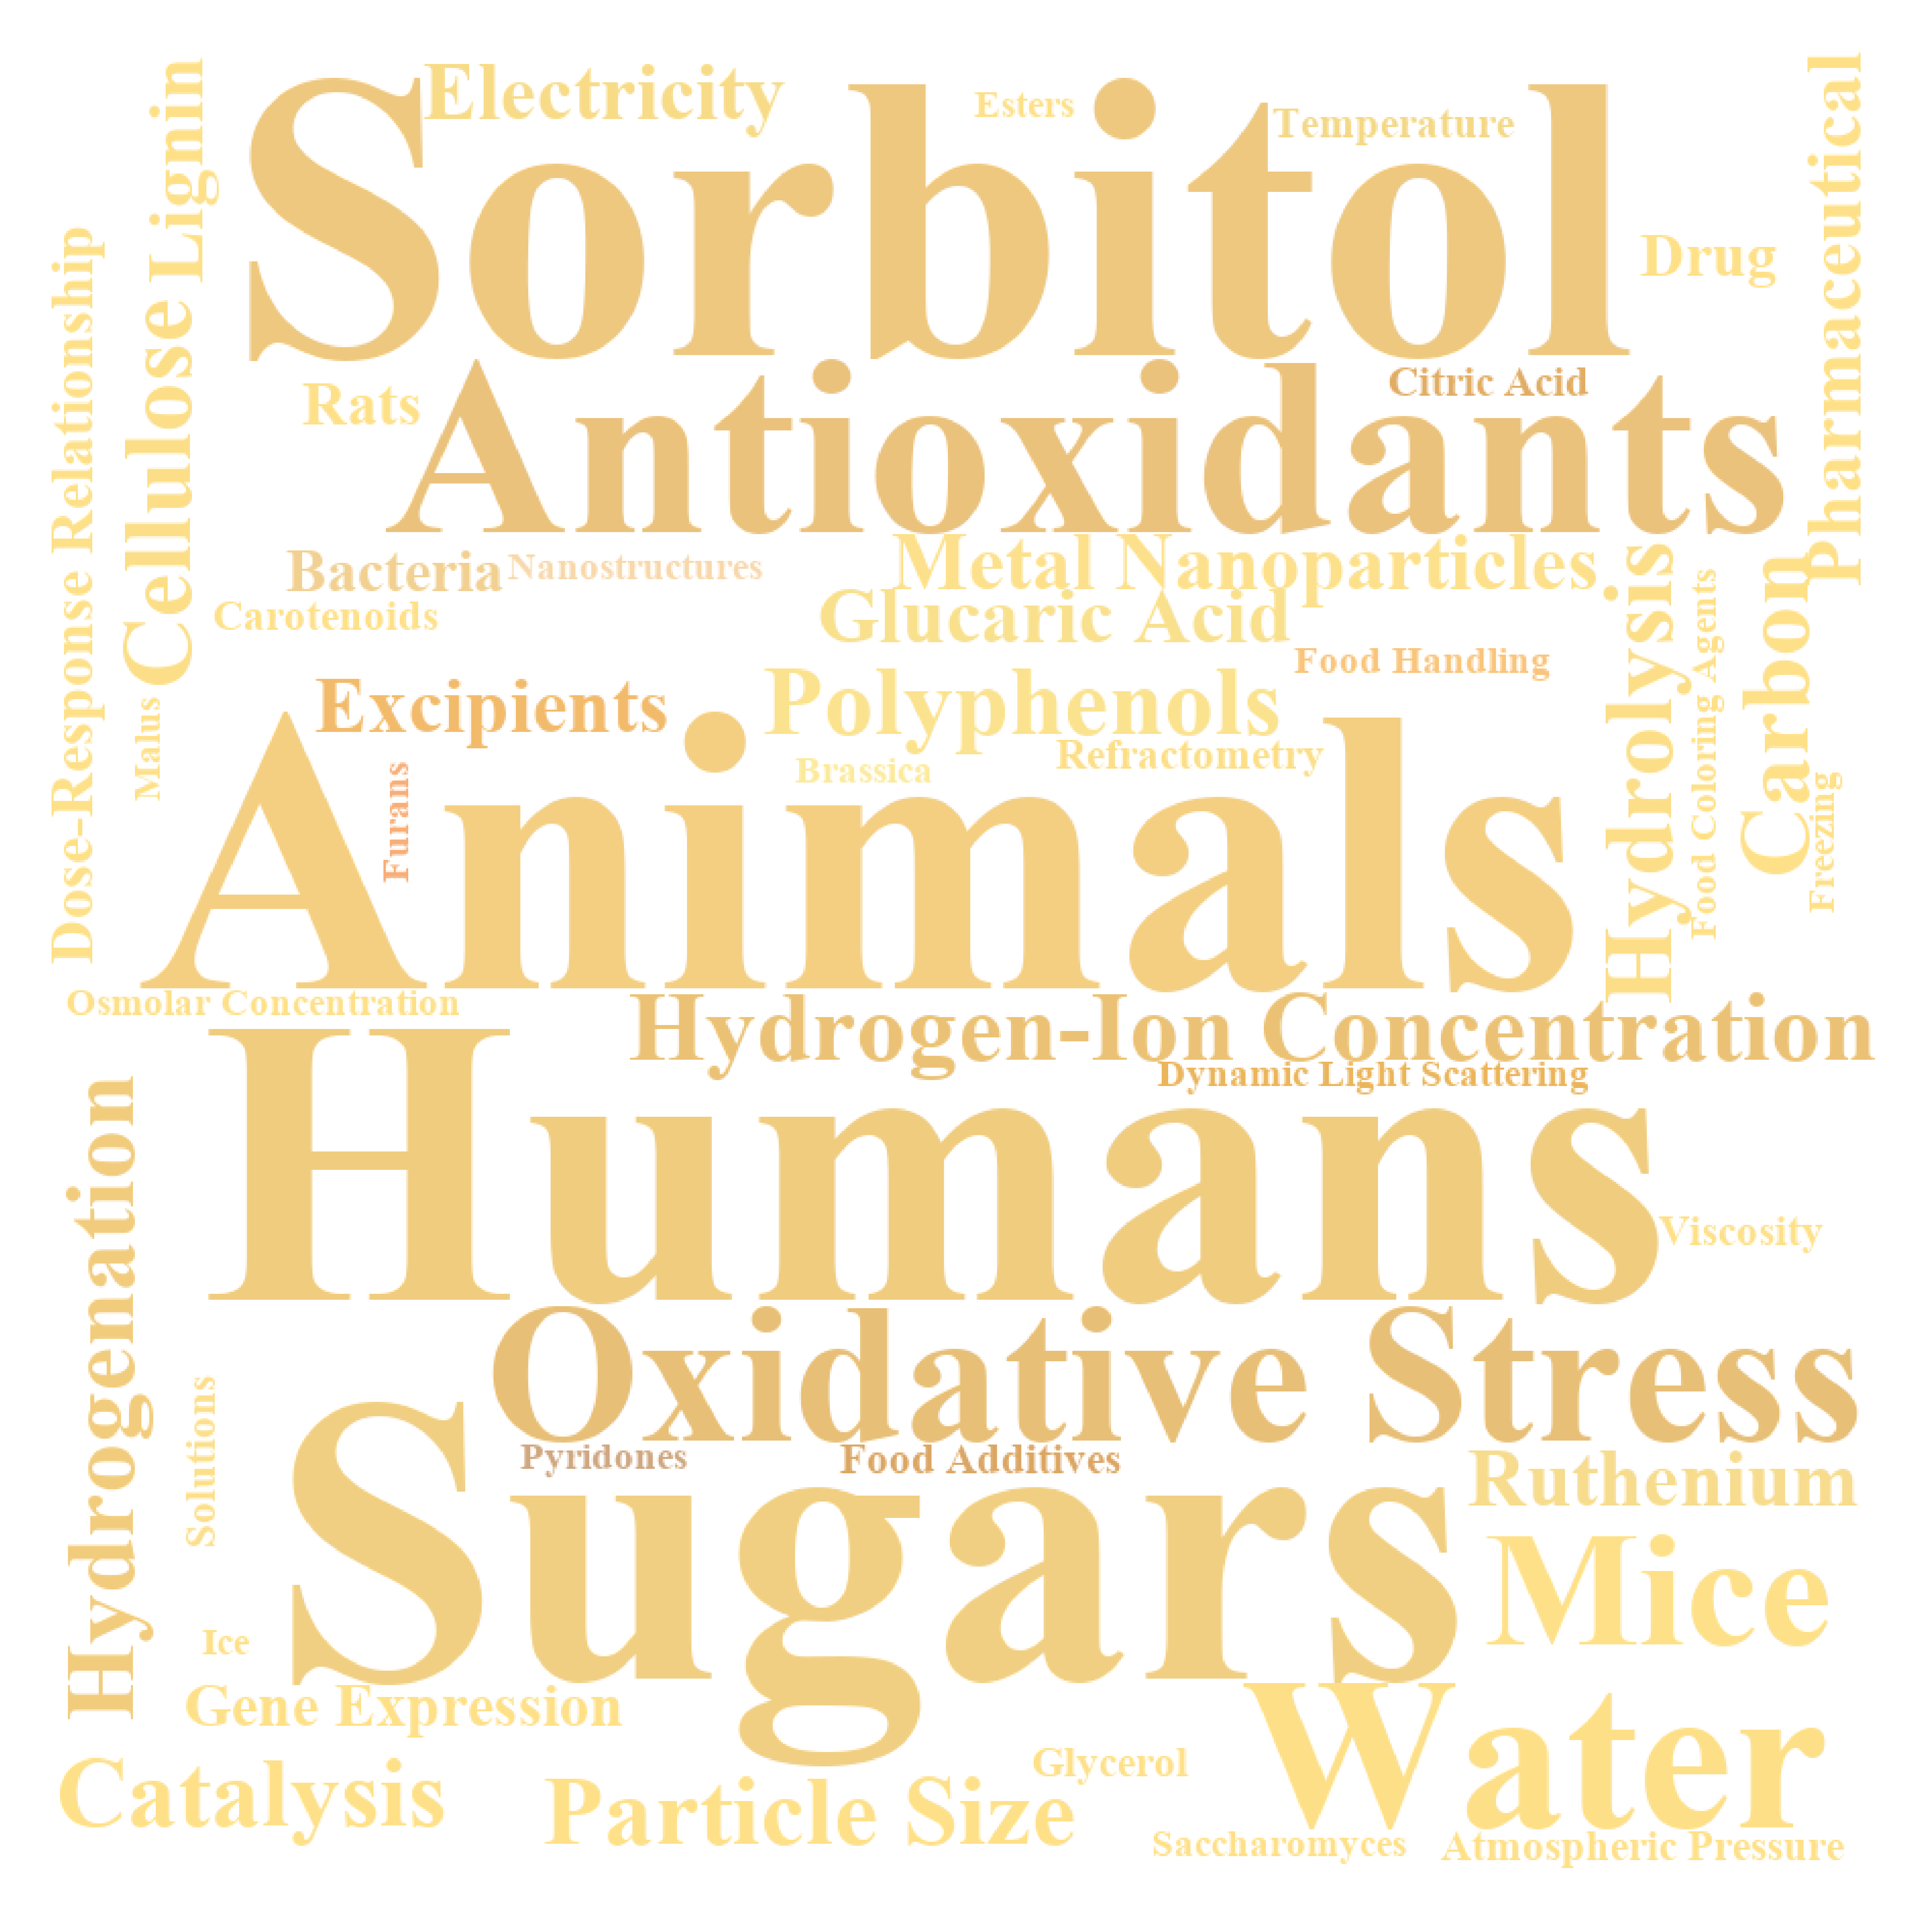 Electricity
Esters
Temperature
Sorbitol
Lignin
Pharmaceutical
Drug
Dose-Response Relationship
Cellulose
Rats
Citric Acid
Antioxidants
Bacteria
Nanostructures
Metal Nanoparticles
Carotenoids
Glucaric Acid
Hydrolysis
Food Coloring Agents
Carbon
Food Handling
Malus
Excipients
Polyphenols
Refractometry
Brassica
Furans
Freezing
Animals
Osmolar Concentration
Hydrogen-Ion Concentration
Dynamic Light Scattering
Humans
Hydrogenation
Viscosity
Oxidative Stress
Solutions
Pyridones
Food Additives
Ruthenium
Sugars
Mice
Ice
Gene Expression
Water
Catalysis
Particle Size
Glycerol
Saccharomyces
Atmospheric Pressure